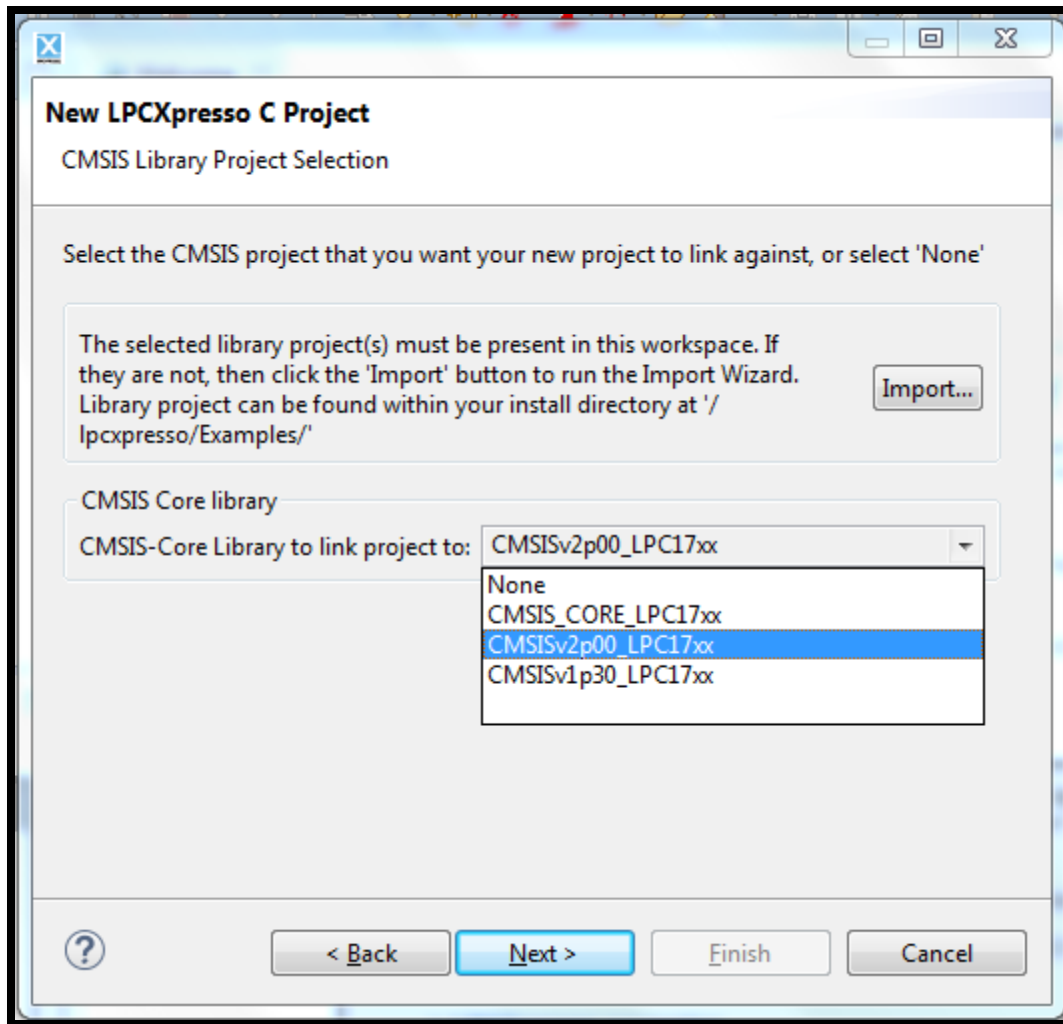 New LPCXpresso C Project
CMSIS Library Project Selection
Select the CMSIS project that you want your new project to link against, or select 'None'
The selected library project(s) must be present in this workspace. If
they are not, then click the 'Import' button to run the Import Wizard.
Library project can be found within your install directory at '/
lpcxpresso/Examples/'
Import...
CMSIS Core library
CMSIS-Core Library to link project to:
CMSISv2p00_LPC17xx
None
CMSIS_CORE_LPC17xx
CMSISv2p00_LPC17xx
CMSISv1p30_LPC17xx
?
< Back
Next >
Finish
Cancel